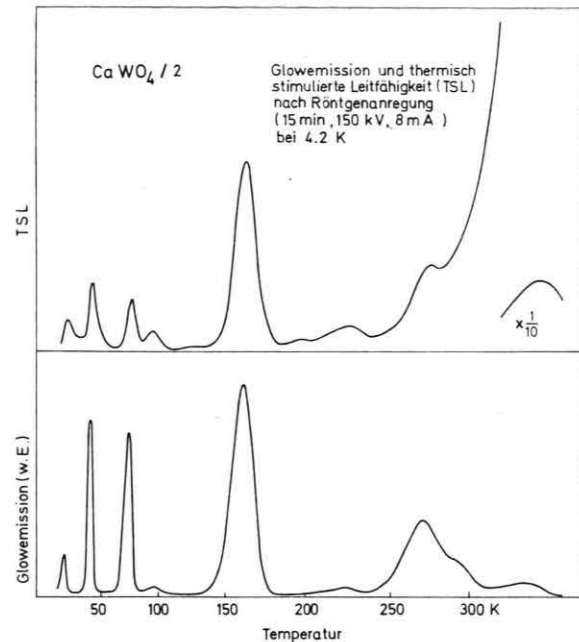 CaWO4/2
Glowemission und thermisch
stimulierte Leitfähigkeit (TSL)
nach Röntgenanregung
(15 min, 150 kV, 8 mA)
bei 4.2 K
TSL
x 1/10
Glowemission (w. E.)
50 100 150 200 250 300 K
Temperatur